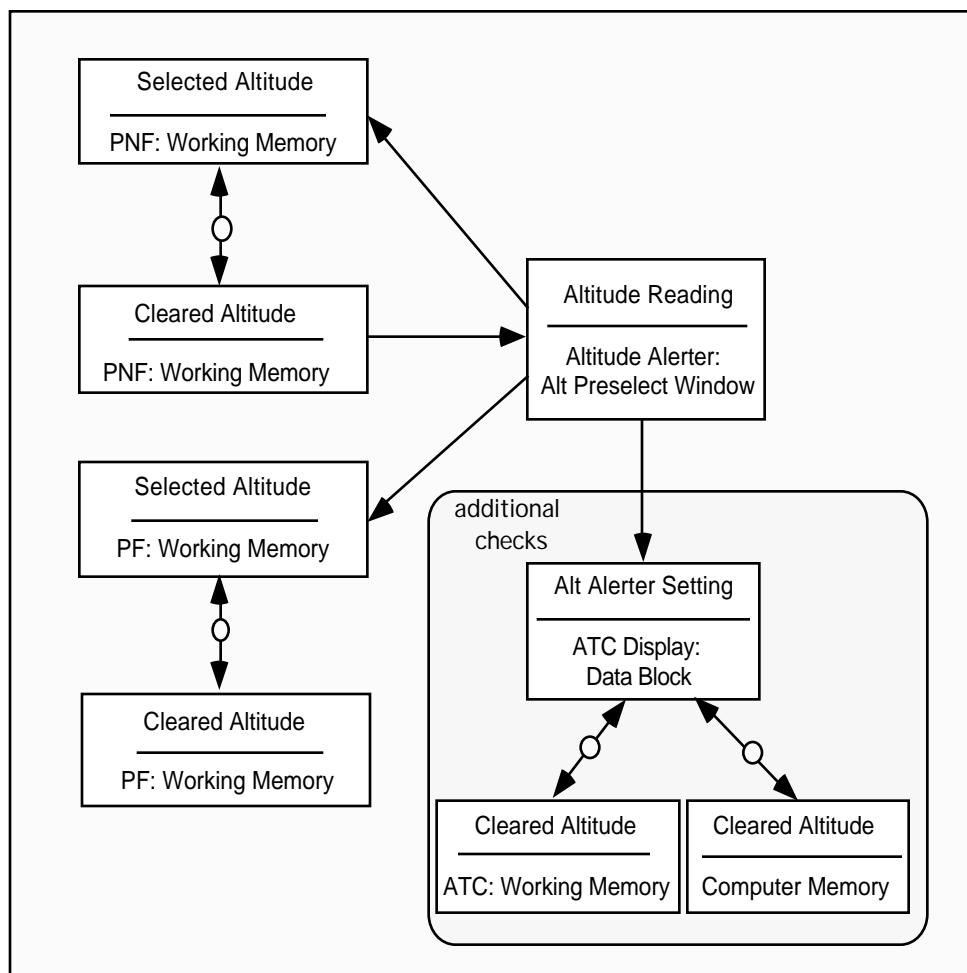 Selected Altitude
PNF: Working Memory
Cleared Altitude
PNF: Working Memory
Altitude Reading
Altitude Alerter:
Alt Preselect Window
Selected Altitude
PF: Working Memory
Cleared Altitude
PF: Working Memory
additional
checks
Alt Alerter Setting
ATC Display:
Data Block
Cleared Altitude
ATC: Working Memory
Cleared Altitude
Computer Memory